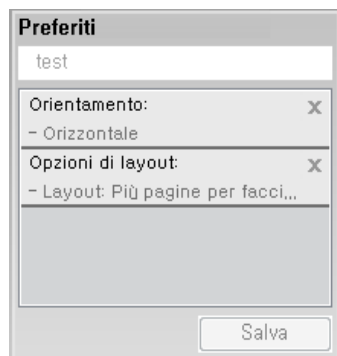 Preferiti
test
Orientamento:
x
- Orizzontale
Opzioni di layout:
x
- Layout: Più pagine per facci,,,
Salva